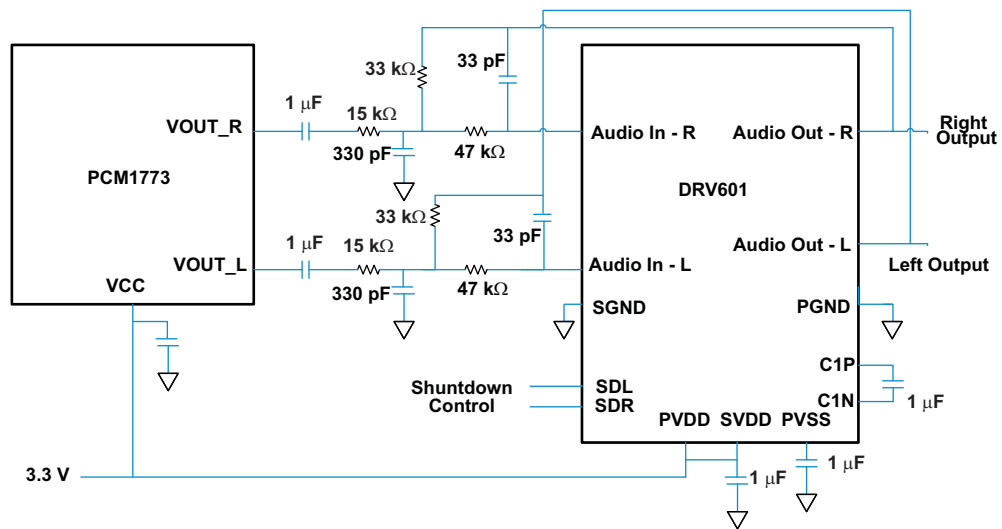 33 kΩ
33 pF
1 μF
15 kΩ
VOUT_R
330 pF
47 kΩ
Audio In - R
Audio Out - R
Right
Output
PCM1773
DRV601
33 kΩ
33 pF
1 μF
15 kΩ
VOUT_L
330 pF
47 kΩ
Audio In - L
Audio Out - L
Left Output
VCC
SGND
PGND
C1P
C1N
1 μF
Shuntdown
Control
SDL
SDR
PVDD
SVDD
PVSS
3.3 V
1 μF
1 μF